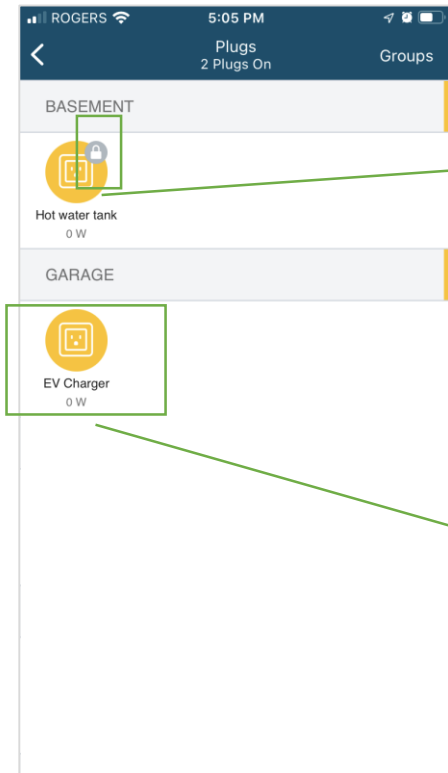 ROGERS 5:05 PM
Plugs
2 Plugs On
Groups
BASEMENT
Hot water tank
0 W
GARAGE
EV Charger
0 W